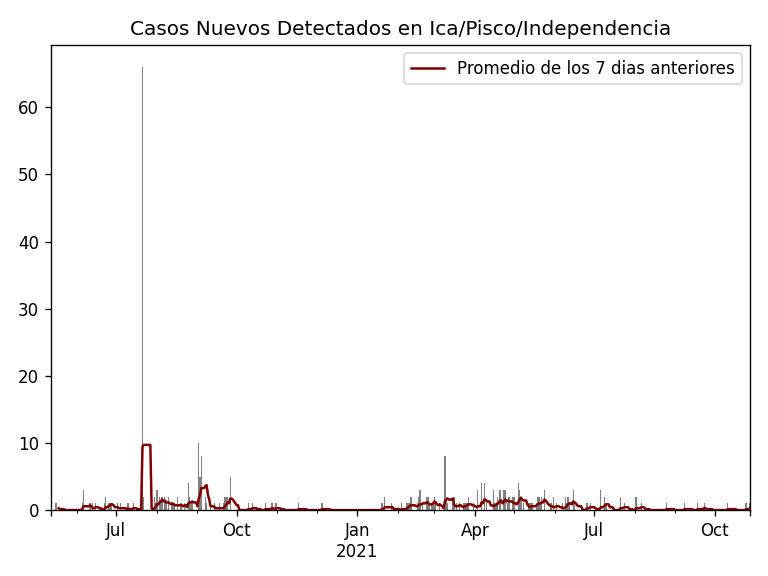 Casos Nuevos Detectados en Ica/Pisco/Independencia
Promedio de los 7 dias anteriores
60
50
40
30
20
10
0
Jul
Oct
Jan
2021
Apr
Jul
Oct